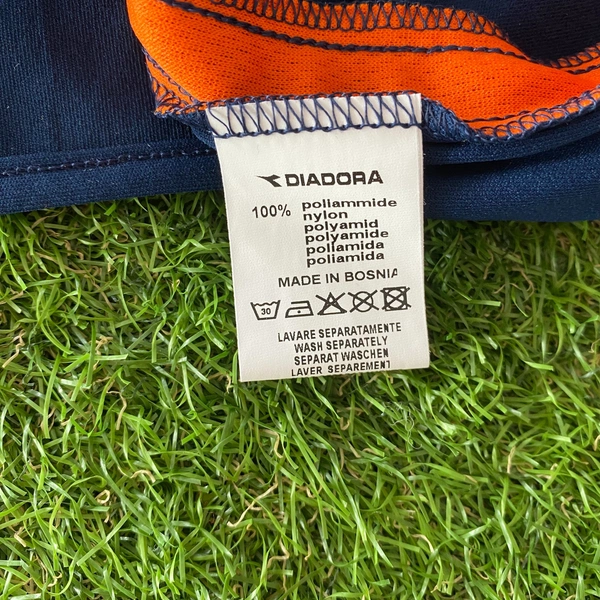 DIADORA
100% poliammide
nylon
polyamid
polyamide
poliamida
poliamida
MADE IN BOSNIA
30
LAVARE SEPARATAMENTE
WASH SEPARATELY
SEPARAT WASCHEN
LAVER SEPAREMENT